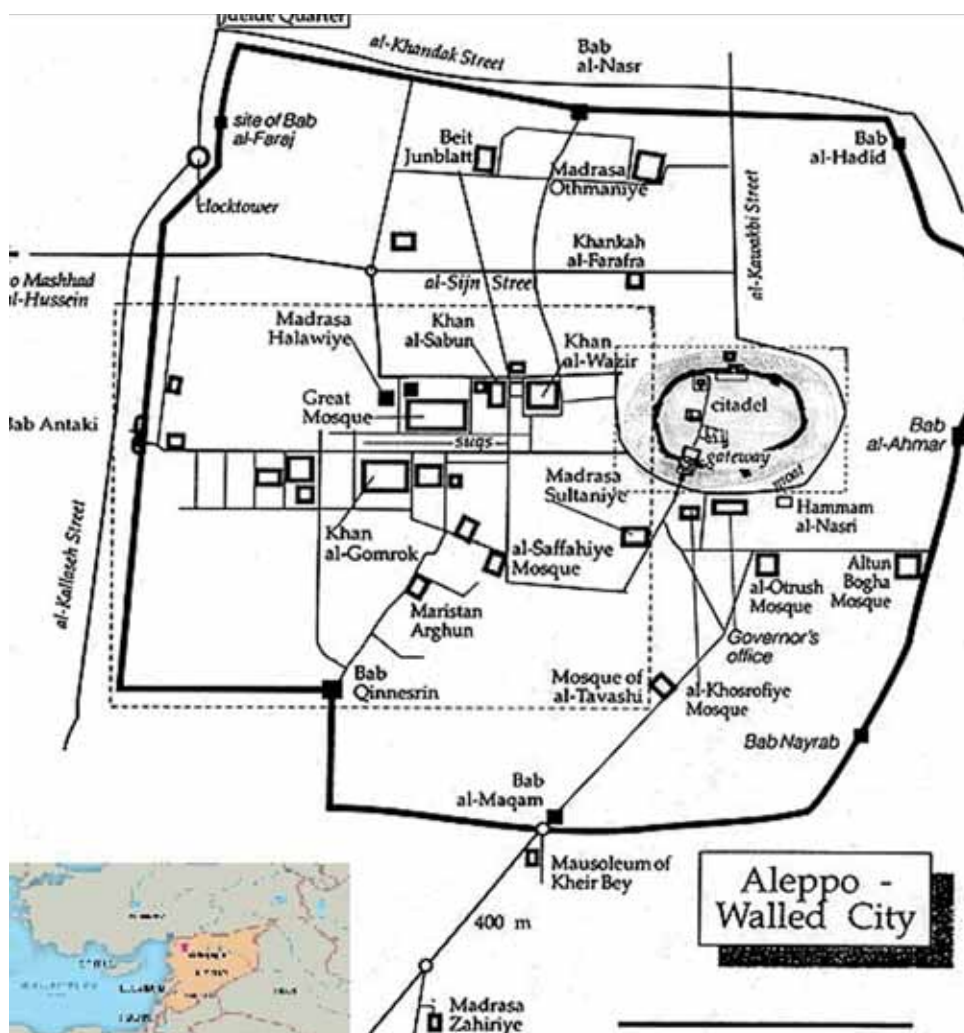 al-Khandak Street
Bab
al-Nasr
site of Bab
al-Faraj
Beit
Junblatt
Madrasa
Othmaniye
Bab
al-Hadid
clocktower
al-Kawakbi Street
Khankah
al-Farafra
al-Sijn Street
o Mashhad
al-Hussein
Madrasa
Halawiye
Khan
al-Sabun
Khan
al-Wazir
Great
Mosque
citadel
Bab Antaki
suqs
gateway
Bab
al-Ahmar
moat
Madrasa
Sultaniye
Hammam
al-Nasri
al-Kallaseh Street
Khan
al-Gomrok
al-Saffahiye
Mosque
al-Otrush
Mosque
Altun
Bogha
Mosque
Maristan
Arghun
Governor's
office
Bab
Qinnesrin
Mosque of
al-Tavashi
al-Khosrofiye
Mosque
Bab Nayrab
Bab
al-Maqam
Mausoleum of
Kheir Bey
Aleppo -
Walled City
400 m
Madrasa
Zahiriye